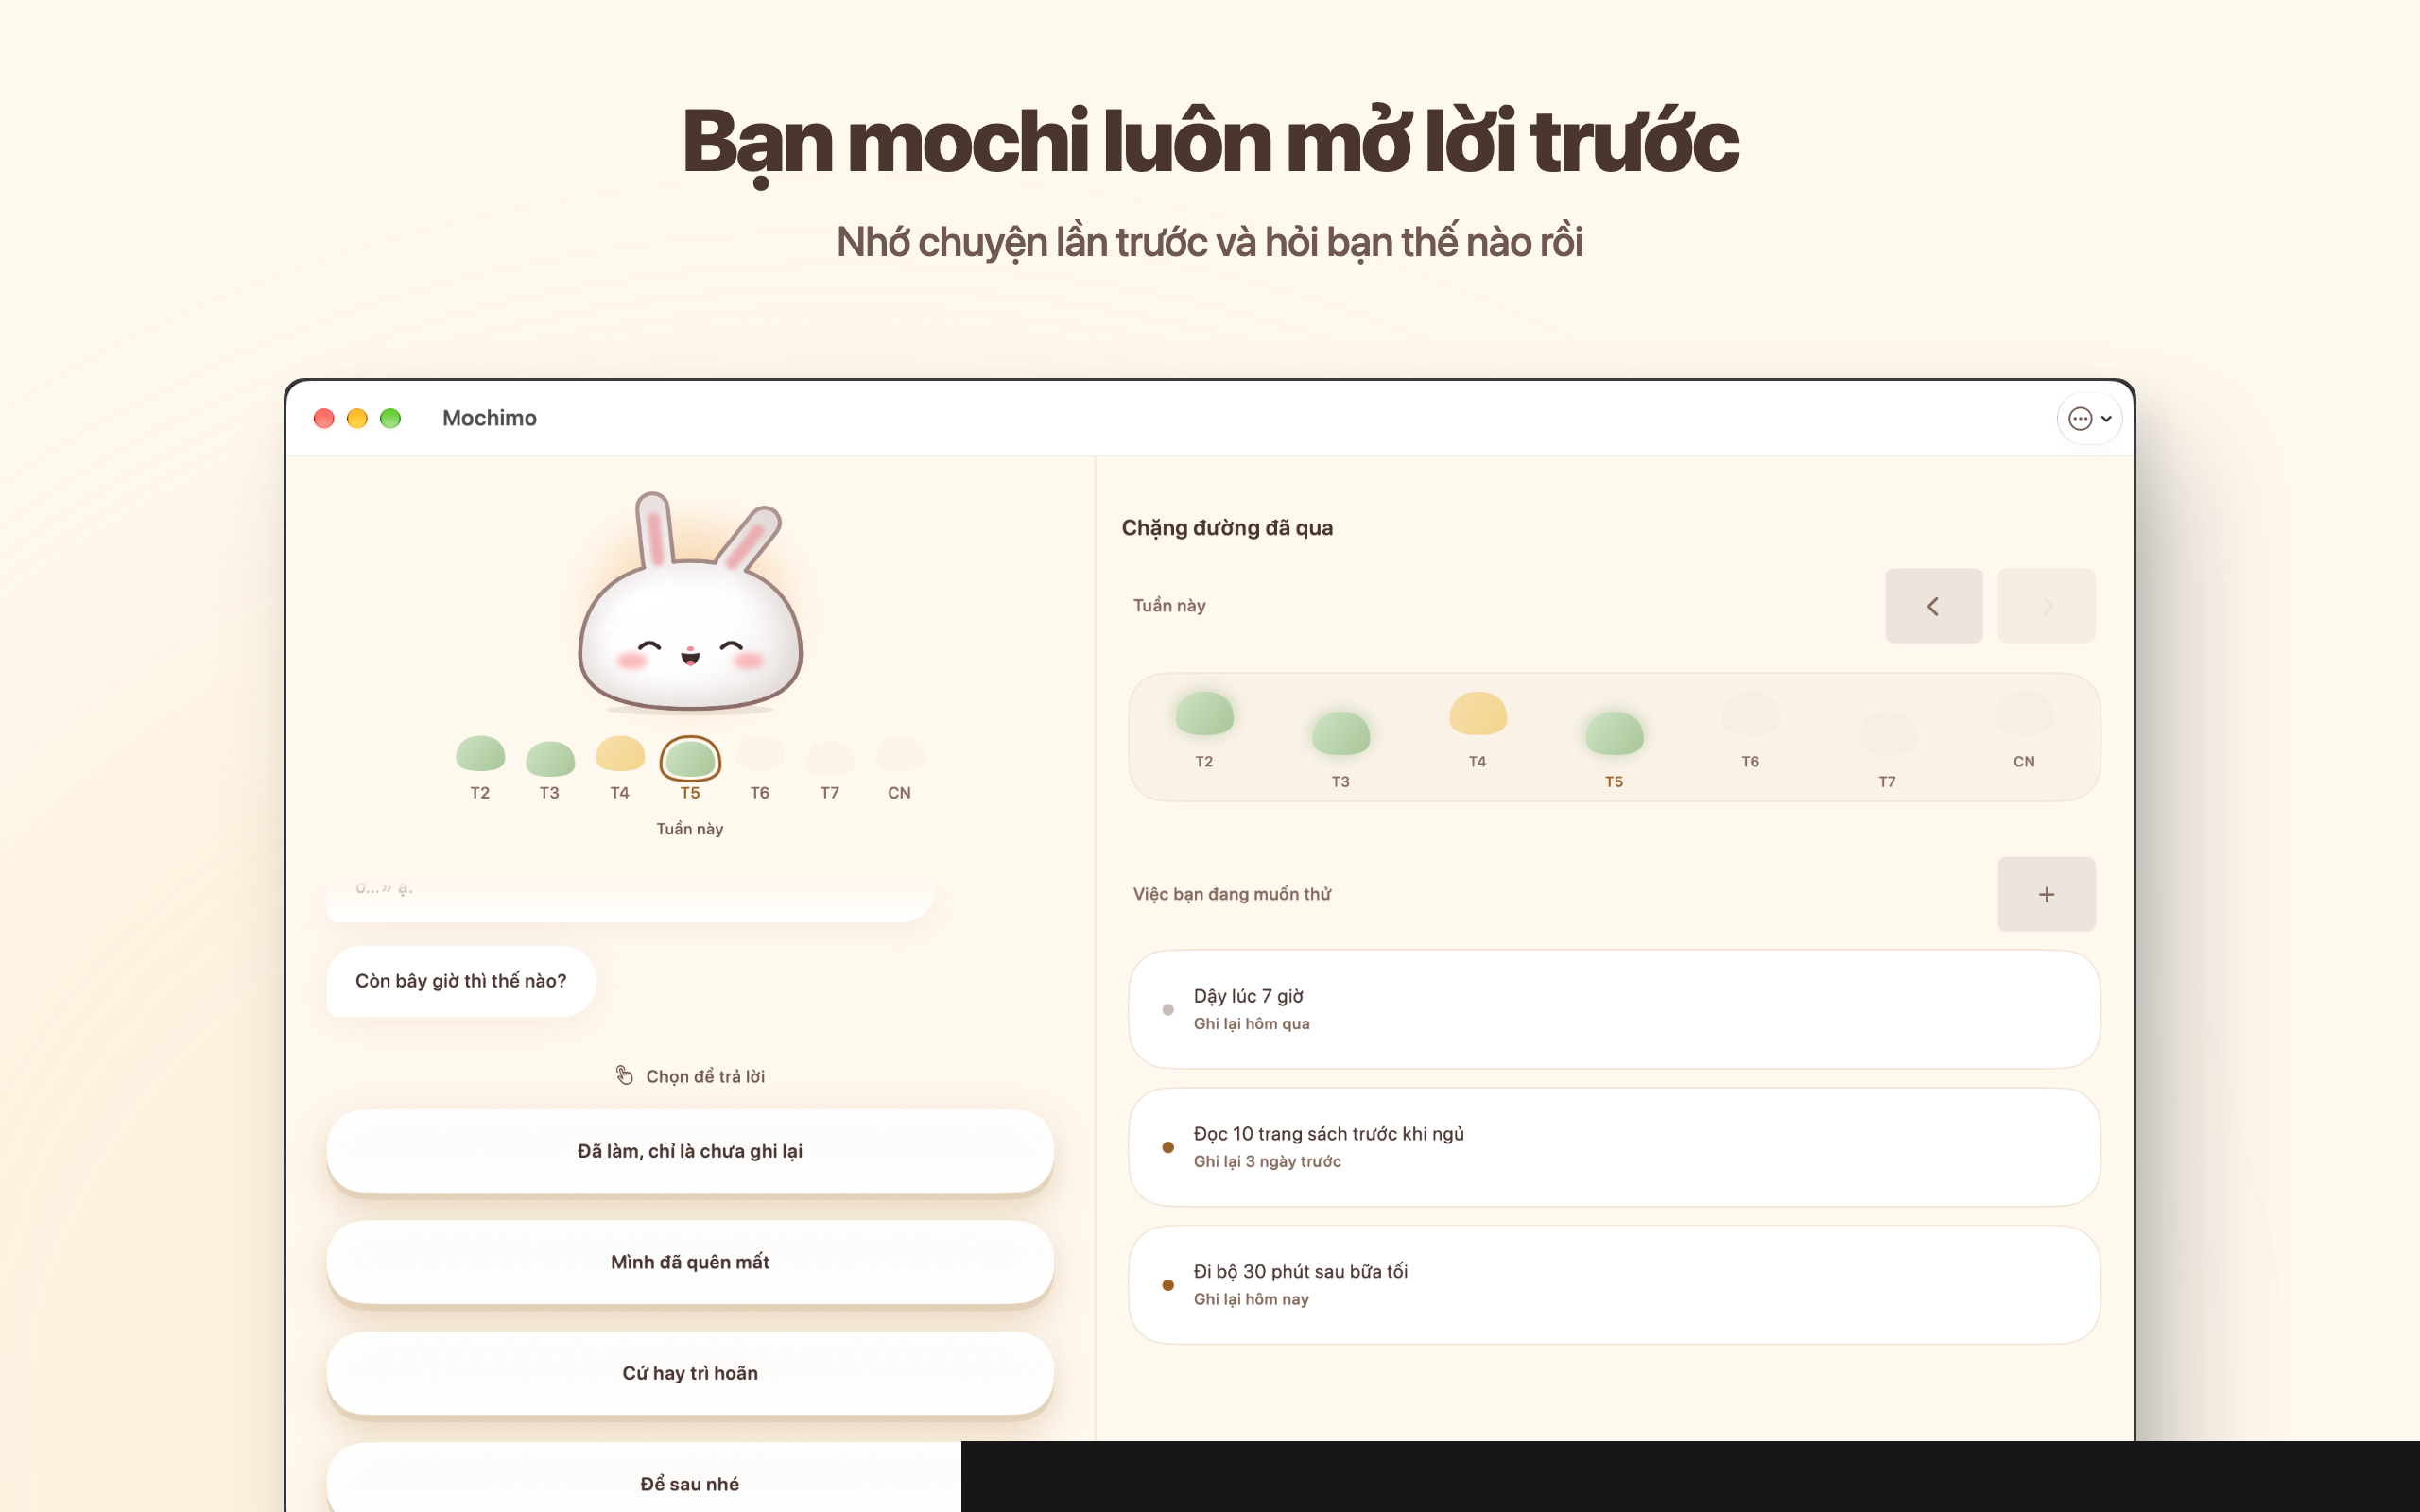 Bạn mochi luôn mở lời trước
Nhớ chuyện lần trước và hỏi bạn thế nào rồi
Mochimo
T2 T3 T4 T5 T6 T7 CN
Tuần này
Còn bây giờ thì thế nào?
Chọn để trả lời
Đã làm, chỉ là chưa ghi lại
Mình đã quên mất
Cứ hay trì hoãn
Để sau nhé
Chặng đường đã qua
Tuần này
T2 T3 T4 T5 T6 T7 CN
Việc bạn đang muốn thử
Dậy lúc 7 giờ
Ghi lại hôm qua
Đọc 10 trang sách trước khi ngủ
Ghi lại 3 ngày trước
Đi bộ 30 phút sau bữa tối
Ghi lại hôm nay